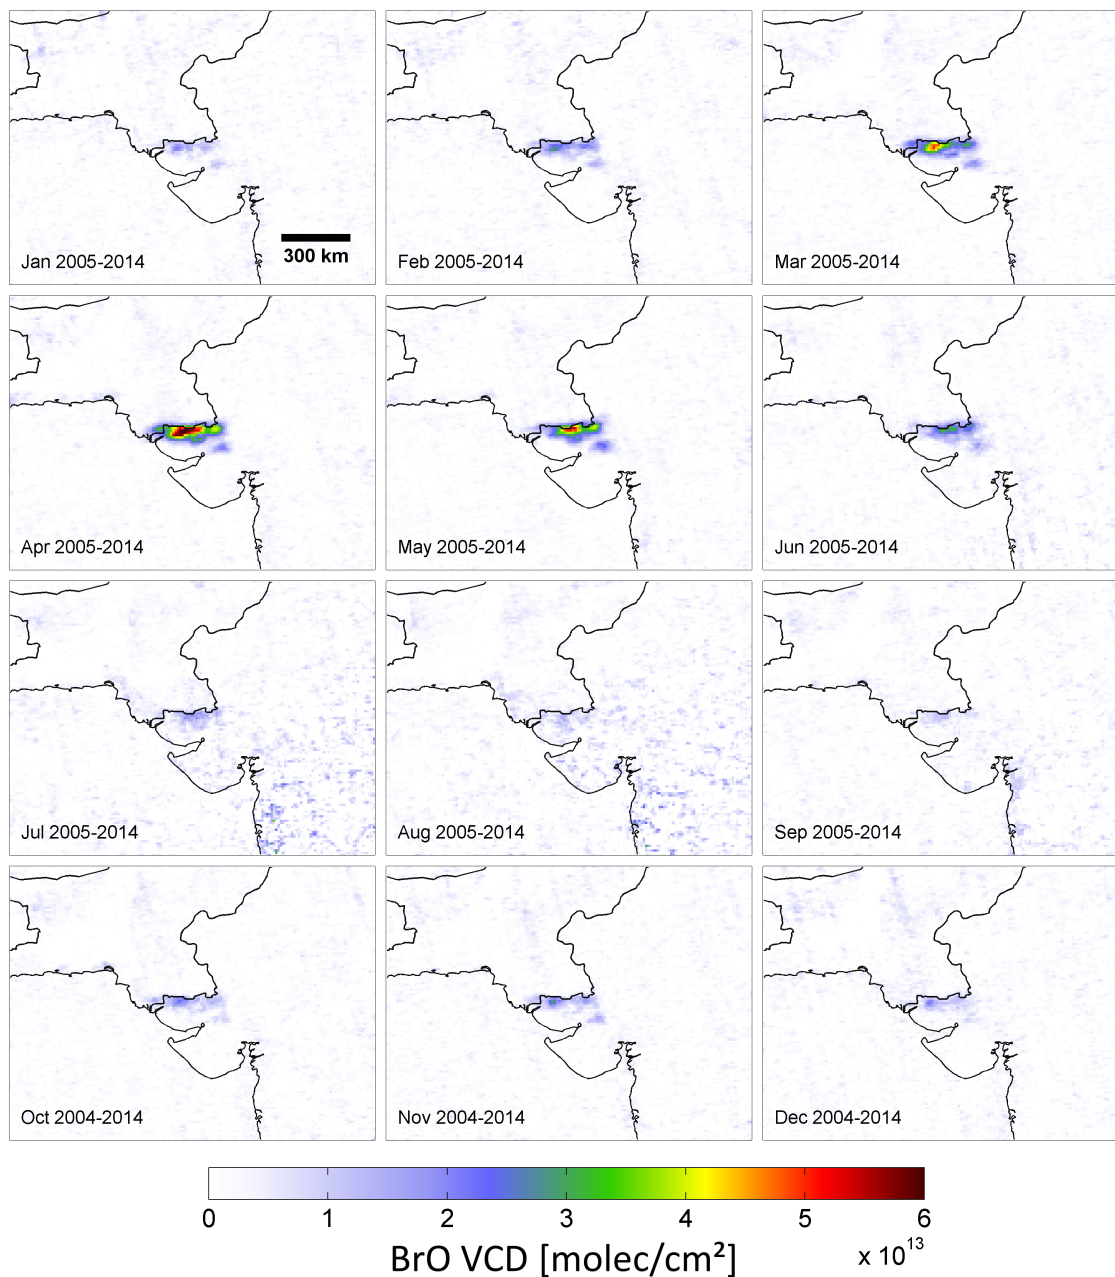 300 km
Jan 2005-2014
Feb 2005-2014
Mar 2005-2014
Apr 2005-2014
May 2005-2014
Jun 2005-2014
Jul 2005-2014
Aug 2005-2014
Sep 2005-2014
Oct 2004-2014
Nov 2004-2014
Dec 2004-2014
0 1 2 3 4 5 6
BrO VCD [molec/cm²] x 10¹³